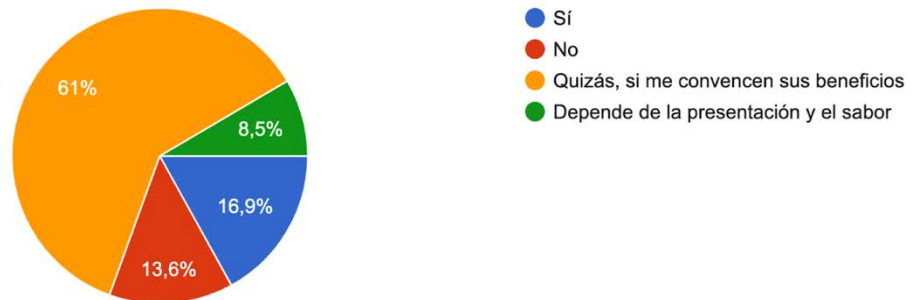 61%
8,5%
16,9%
13,6%
Sí
No
Quizás, si me convencen sus beneficios
Depende de la presentación y el sabor